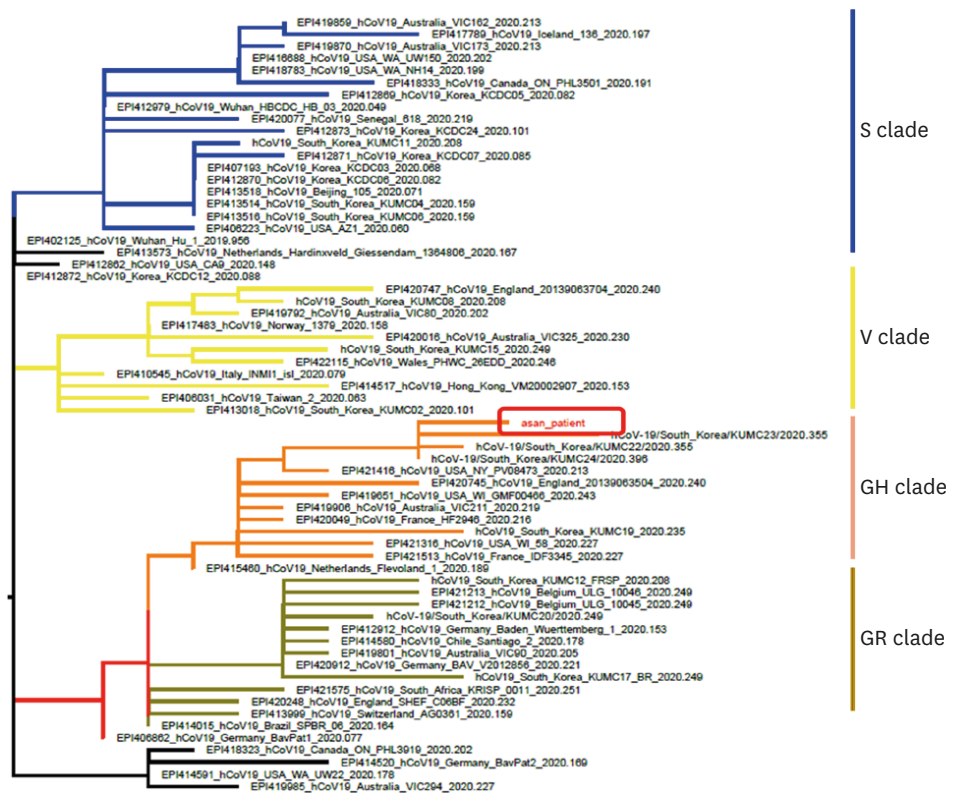 EPI419859_hCoV19_Australia_VIC162_2020.213
EPI417789_hCoV19_Iceland_136_2020.197
EPI419870_hCoV19_Australia_VIC173_2020.213
EPI416688_hCoV19_USA_WA_UW150_2020.202
EPI418783_hCoV19_USA_WA_NH14_2020.199
EPI418333_hCoV19_Canada_ON_PHL3501_2020.191
EPI412869_hCoV19_Korea_KCDC05_2020.082
EPI412979_hCoV19_Wuhan_HBCDC_HB_03_2020.049
EPI420077_hCoV19_Senegal_618_2020.219
EPI412873_hCoV19_Korea_KCDC24_2020.101
S clade
hCoV19_South_Korea_KUMC11_2020.208
EPI412871_hCoV19_Korea_KCDC07_2020.085
EPI407193_hCoV19_Korea_KCDC03_2020.068
EPI412870_hCoV19_Korea_KCDC06_2020.082
EPI413518_hCoV19_Beijing_105_2020.071
EPI413514_hCoV19_South_Korea_KUMC04_2020.159
EPI413516_hCoV19_South_Korea_KUMC06_2020.159
EPI406223_hCoV19_USA_AZ1_2020.060
EPI402125_hCoV19_Wuhan_Hu_1_2019.956
EPI413573_hCoV19_Netherlands_Hardinxveld_Giessendam_1364806_2020.167
EPI412862_hCoV19_USA_CA9_2020.148
EPI412872_hCoV19_Korea_KCDC12_2020.088
EPI420747_hCoV19_England_20139063704_2020.240
hCoV19_South_Korea_KUMC08_2020.208
EPI419792_hCoV19_Australia_VIC80_2020.202
EPI417483_hCoV19_Norway_1379_2020.158
EPI420016_hCoV19_Australia_VIC325_2020.230
V clade
hCoV19_South_Korea_KUMC15_2020.249
EPI422115_hCoV19_Wales_PHWC_26EDD_2020.246
EPI410545_hCoV19_Italy_INMI1_isl_2020.079
EPI414517_hCoV19_Hong_Kong_VM20002907_2020.153
EPI406031_hCoV19_Taiwan_2_2020.063
EPI413018_hCoV19_South_Korea_KUMC02_2020.101
asan_patient
hCoV-19/South_Korea/KUMC23/2020.355
hCoV-19/South_Korea/KUMC22/2020.355
hCoV-19/South_Korea/KUMC24/2020.396
EPI421416_hCoV19_USA_NY_PV08473_2020.213
EPI420745_hCoV19_England_20139063504_2020.240
GH clade
EPI419651_hCoV19_USA_WI_GMF00466_2020.243
EPI419906_hCoV19_Australia_VIC211_2020.219
EPI420049_hCoV19_France_HF2946_2020.216
hCoV19_South_Korea_KUMC19_2020.235
EPI421316_hCoV19_USA_WI_58_2020.227
EPI421513_hCoV19_France_IDF3345_2020.227
EPI415460_hCoV19_Netherlands_Flevoland_1_2020.189
hCoV19_South_Korea_KUMC12_FRSP_2020.208
EPI421213_hCoV19_Belgium_ULG_10046_2020.249
EPI421212_hCoV19_Belgium_ULG_10045_2020.249
hCoV-19/South_Korea/KUMC20/2020.249
EPI412912_hCoV19_Germany_Baden_Wuerttemberg_1_2020.153
GR clade
EPI414580_hCoV19_Chile_Santiago_2_2020.178
EPI419801_hCoV19_Australia_VIC90_2020.205
EPI420912_hCoV19_Germany_BAV_V2012856_2020.221
hCoV19_South_Korea_KUMC17_BR_2020.249
EPI421575_hCoV19_South_Africa_KRISP_0011_2020.251
EPI420248_hCoV19_England_SHEF_C06BF_2020.232
EPI413999_hCoV19_Switzerland_AG0361_2020.159
EPI414015_hCoV19_Brazil_SPBR_06_2020.164
EPI406862_hCoV19_Germany_BavPat1_2020.077
EPI418323_hCoV19_Canada_ON_PHL3919_2020.202
EPI414520_hCoV19_Germany_BavPat2_2020.169
EPI414591_hCoV19_USA_WA_UW22_2020.178
EPI419985_hCoV19_Australia_VIC294_2020.227